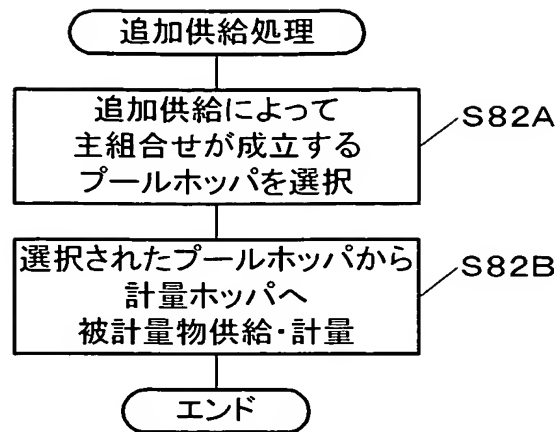 追加供給処理
追加供給によって
主組合せが成立する
プールホッパを選択
S82A
選択されたプールホッパから
計量ホッパへ
被計量物供給・計量
S82B
エンド